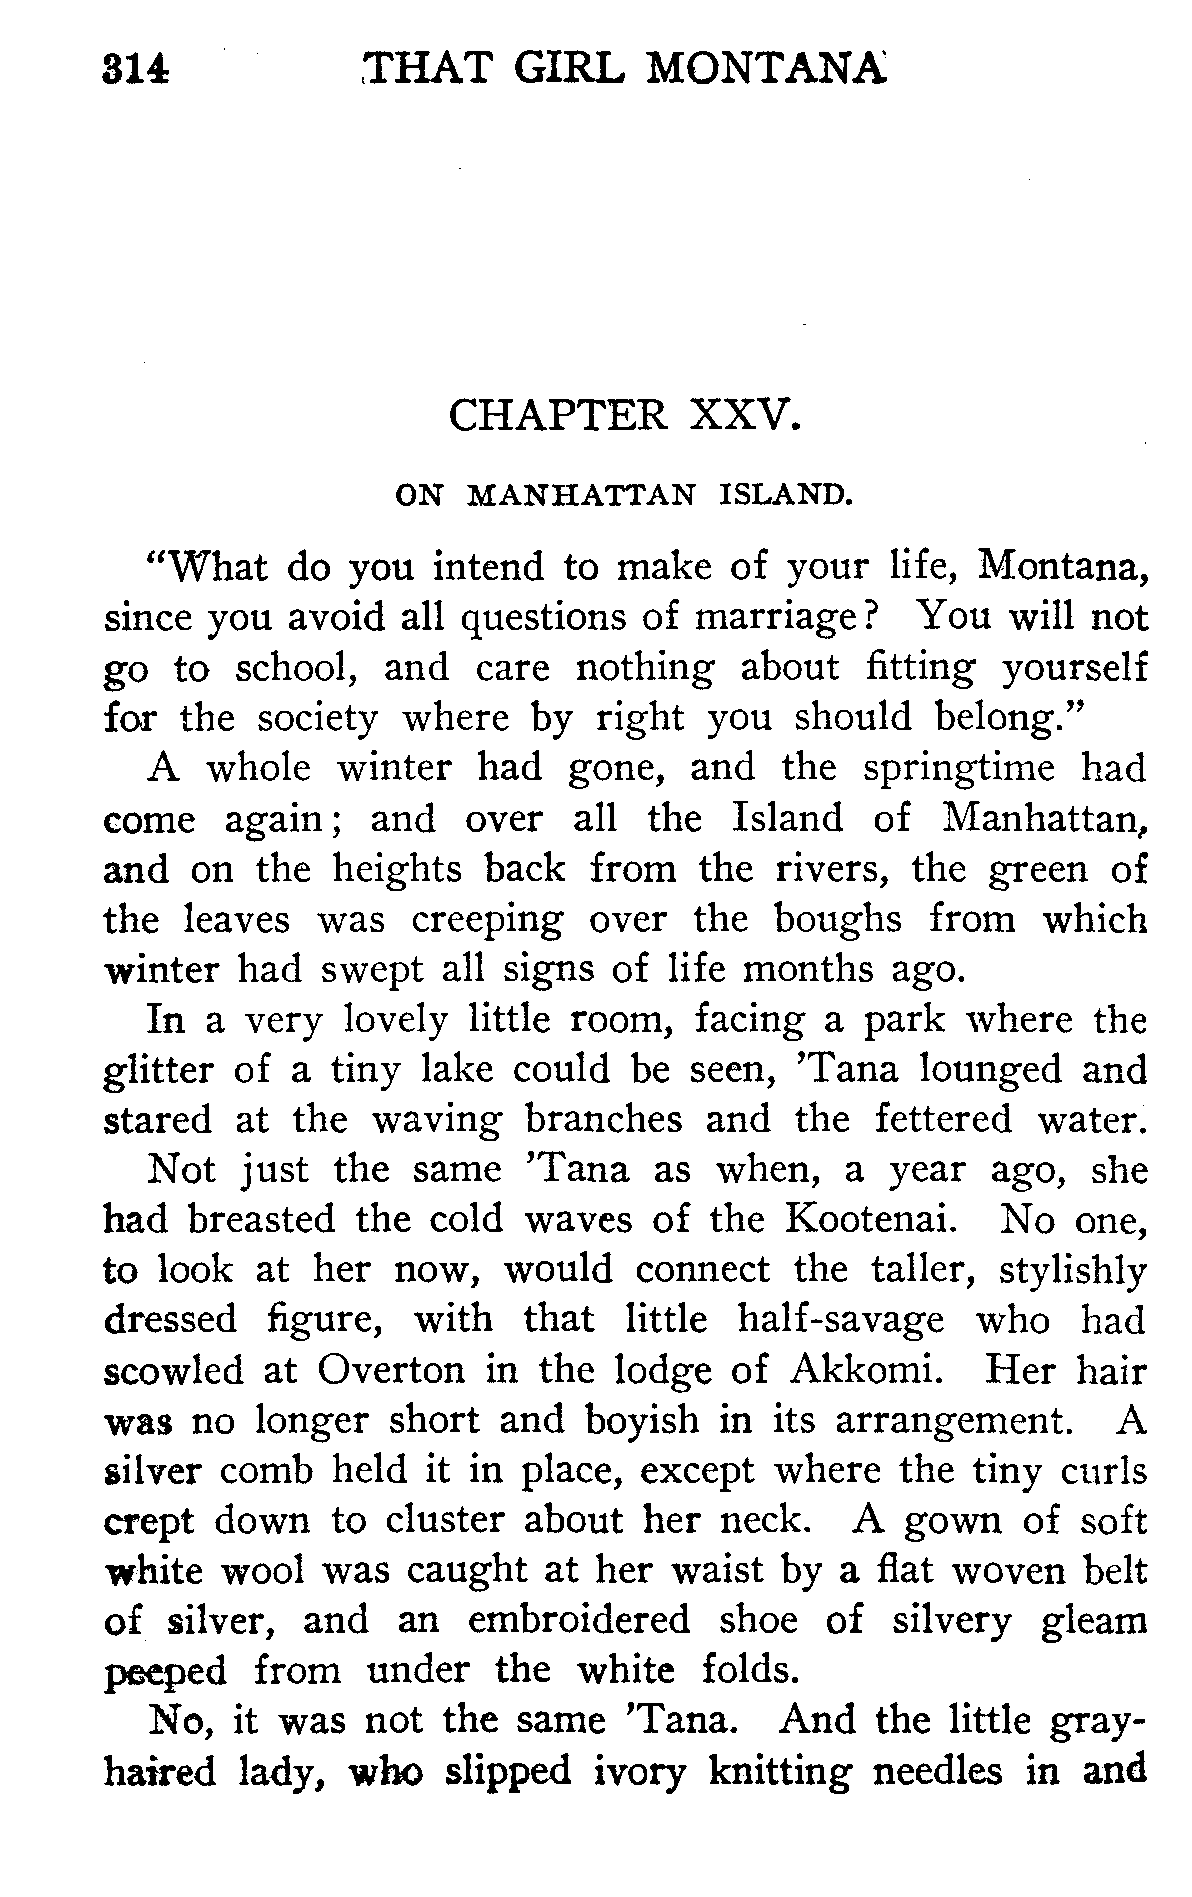 314 THAT GIRL MONTANA
CHAPTER XXV.
ON MANHATTAN ISLAND.
“What do you intend to make of your life, Montana,
since you avoid all questions of marriage? You will not
go to school, and care nothing about fitting yourself
for the society where by right you should belong.”
A whole winter had gone, and the springtime had
come again; and over all the Island of Manhattan,
and on the heights back from the rivers, the green of
the leaves was creeping over the boughs from which
winter had swept all signs of life months ago.
In a very lovely little room, facing a park where the
glitter of a tiny lake could be seen, ’Tana lounged and
stared at the waving branches and the fettered water.
Not just the same ’Tana as when, a year ago, she
had breasted the cold waves of the Kootenai. No one,
to look at her now, would connect the taller, stylishly
dressed figure, with that little half-savage who had
scowled at Overton in the lodge of Akkomi. Her hair
was no longer short and boyish in its arrangement. A
silver comb held it in place, except where the tiny curls
crept down to cluster about her neck. A gown of soft
white wool was caught at her waist by a flat woven belt
of silver, and an embroidered shoe of silvery gleam
peeped from under the white folds.
No, it was not the same ’Tana. And the little gray-
haired lady, who slipped ivory knitting needles in and